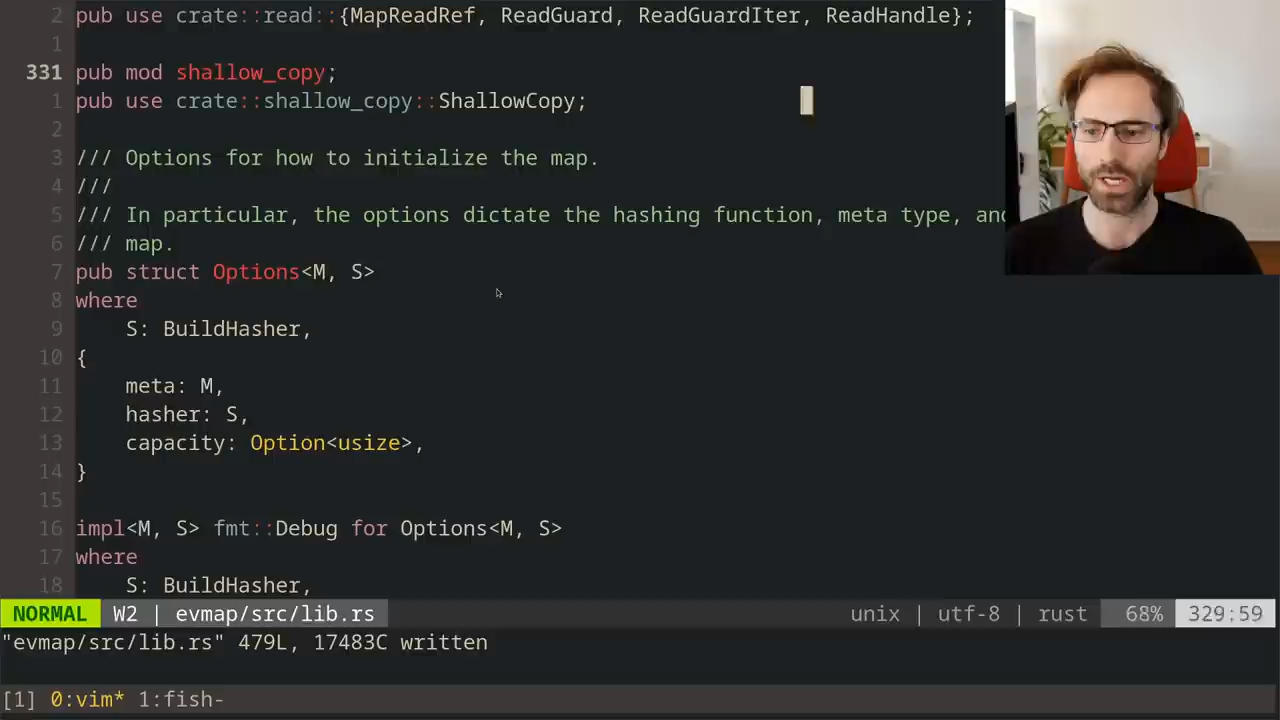 2 pub use crate::read::{MapReadRef, ReadGuard, ReadGuardIter, ReadHandle};
1
331 pub mod shallow_copy;
1 pub use crate::shallow_copy::ShallowCopy;
2
3 /// Options for how to initialize the map.
4 ///
5 /// In particular, the options dictate the hashing function, meta type, and
6 /// map.
7 pub struct Options<M, S>
8 where
9 S: BuildHasher,
10 {
11 meta: M,
12 hasher: S,
13 capacity: Option<usize>,
14 }
15
16 impl<M, S> fmt::Debug for Options<M, S>
17 where
18 S: BuildHasher,
NORMAL W2 | evmap/src/lib.rs unix | utf-8 | rust 68% 329:59
"evmap/src/lib.rs" 479L, 17483C written
[1] 0:vim* 1:fish-